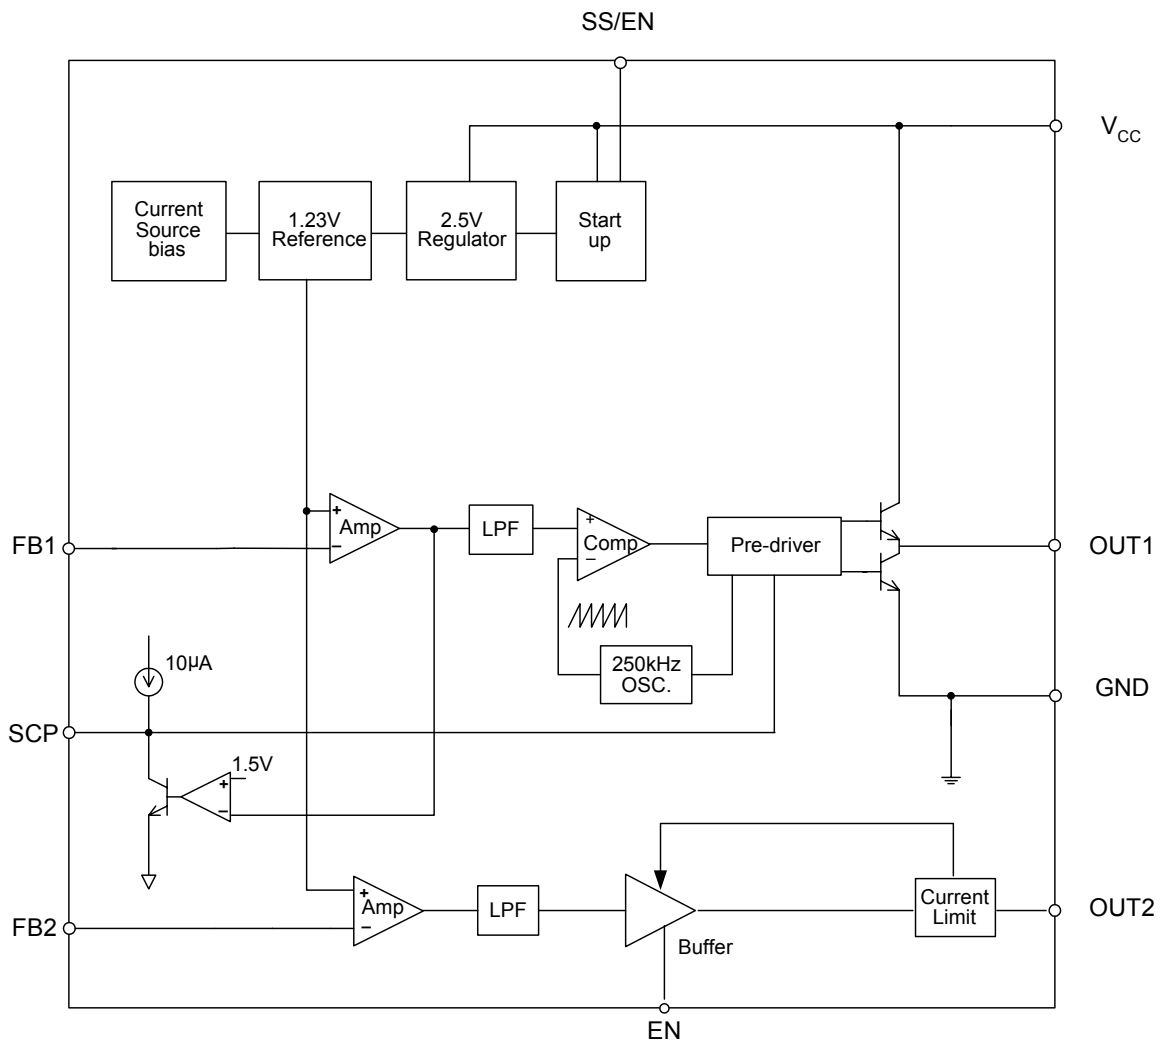 SS/EN
V_CC
Current
Source
bias
1.23V
Reference
2.5V
Regulator
Start
up
+
Amp
−
LPF
+
Comp
−
Pre-driver
FB1
OUT1
250kHz
OSC.
10µA
GND
SCP
1.5V
+
−
+
Amp
−
LPF
Buffer
Current
Limit
FB2
OUT2
EN